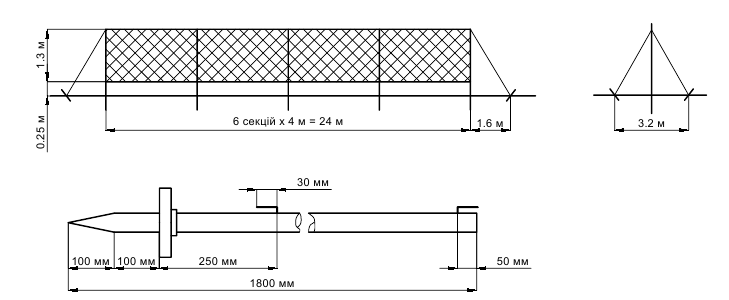 1.3 м
0.25 м
6 секцій х 4 м = 24 м
1.6 м
3.2 м
30 мм
100 мм
100 мм
250 мм
50 мм
1800 мм